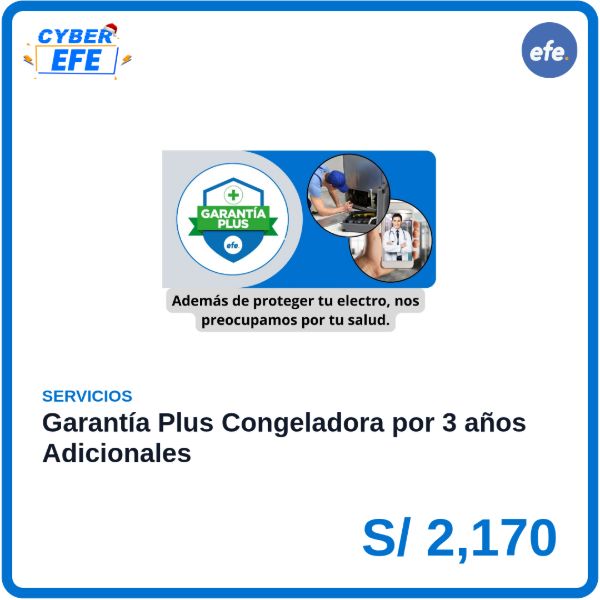 CYBER
EFE
efe.
GARANTÍA
PLUS
efe.
Además de proteger tu electro, nos
preocupamos por tu salud.
SERVICIOS
Garantía Plus Congeladora por 3 años
Adicionales
S/ 2,170